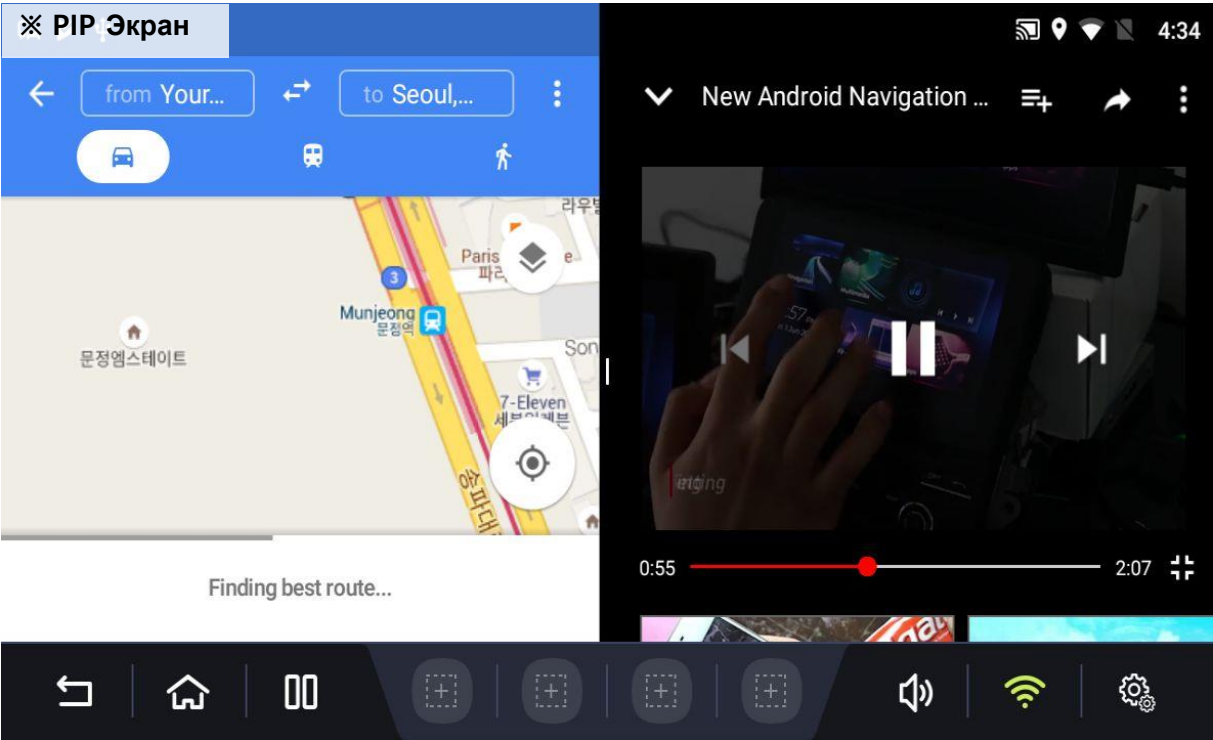 ※ PIP Экран
4:34
from Your...
to Seoul,...
New Android Navigation ...
라우
Paris
e
파리
3
Munjeong
문정역
문정엠스테이트
Son
7-Eleven
세븐일레븐
송파대
Finding best route...
0:55
2:07